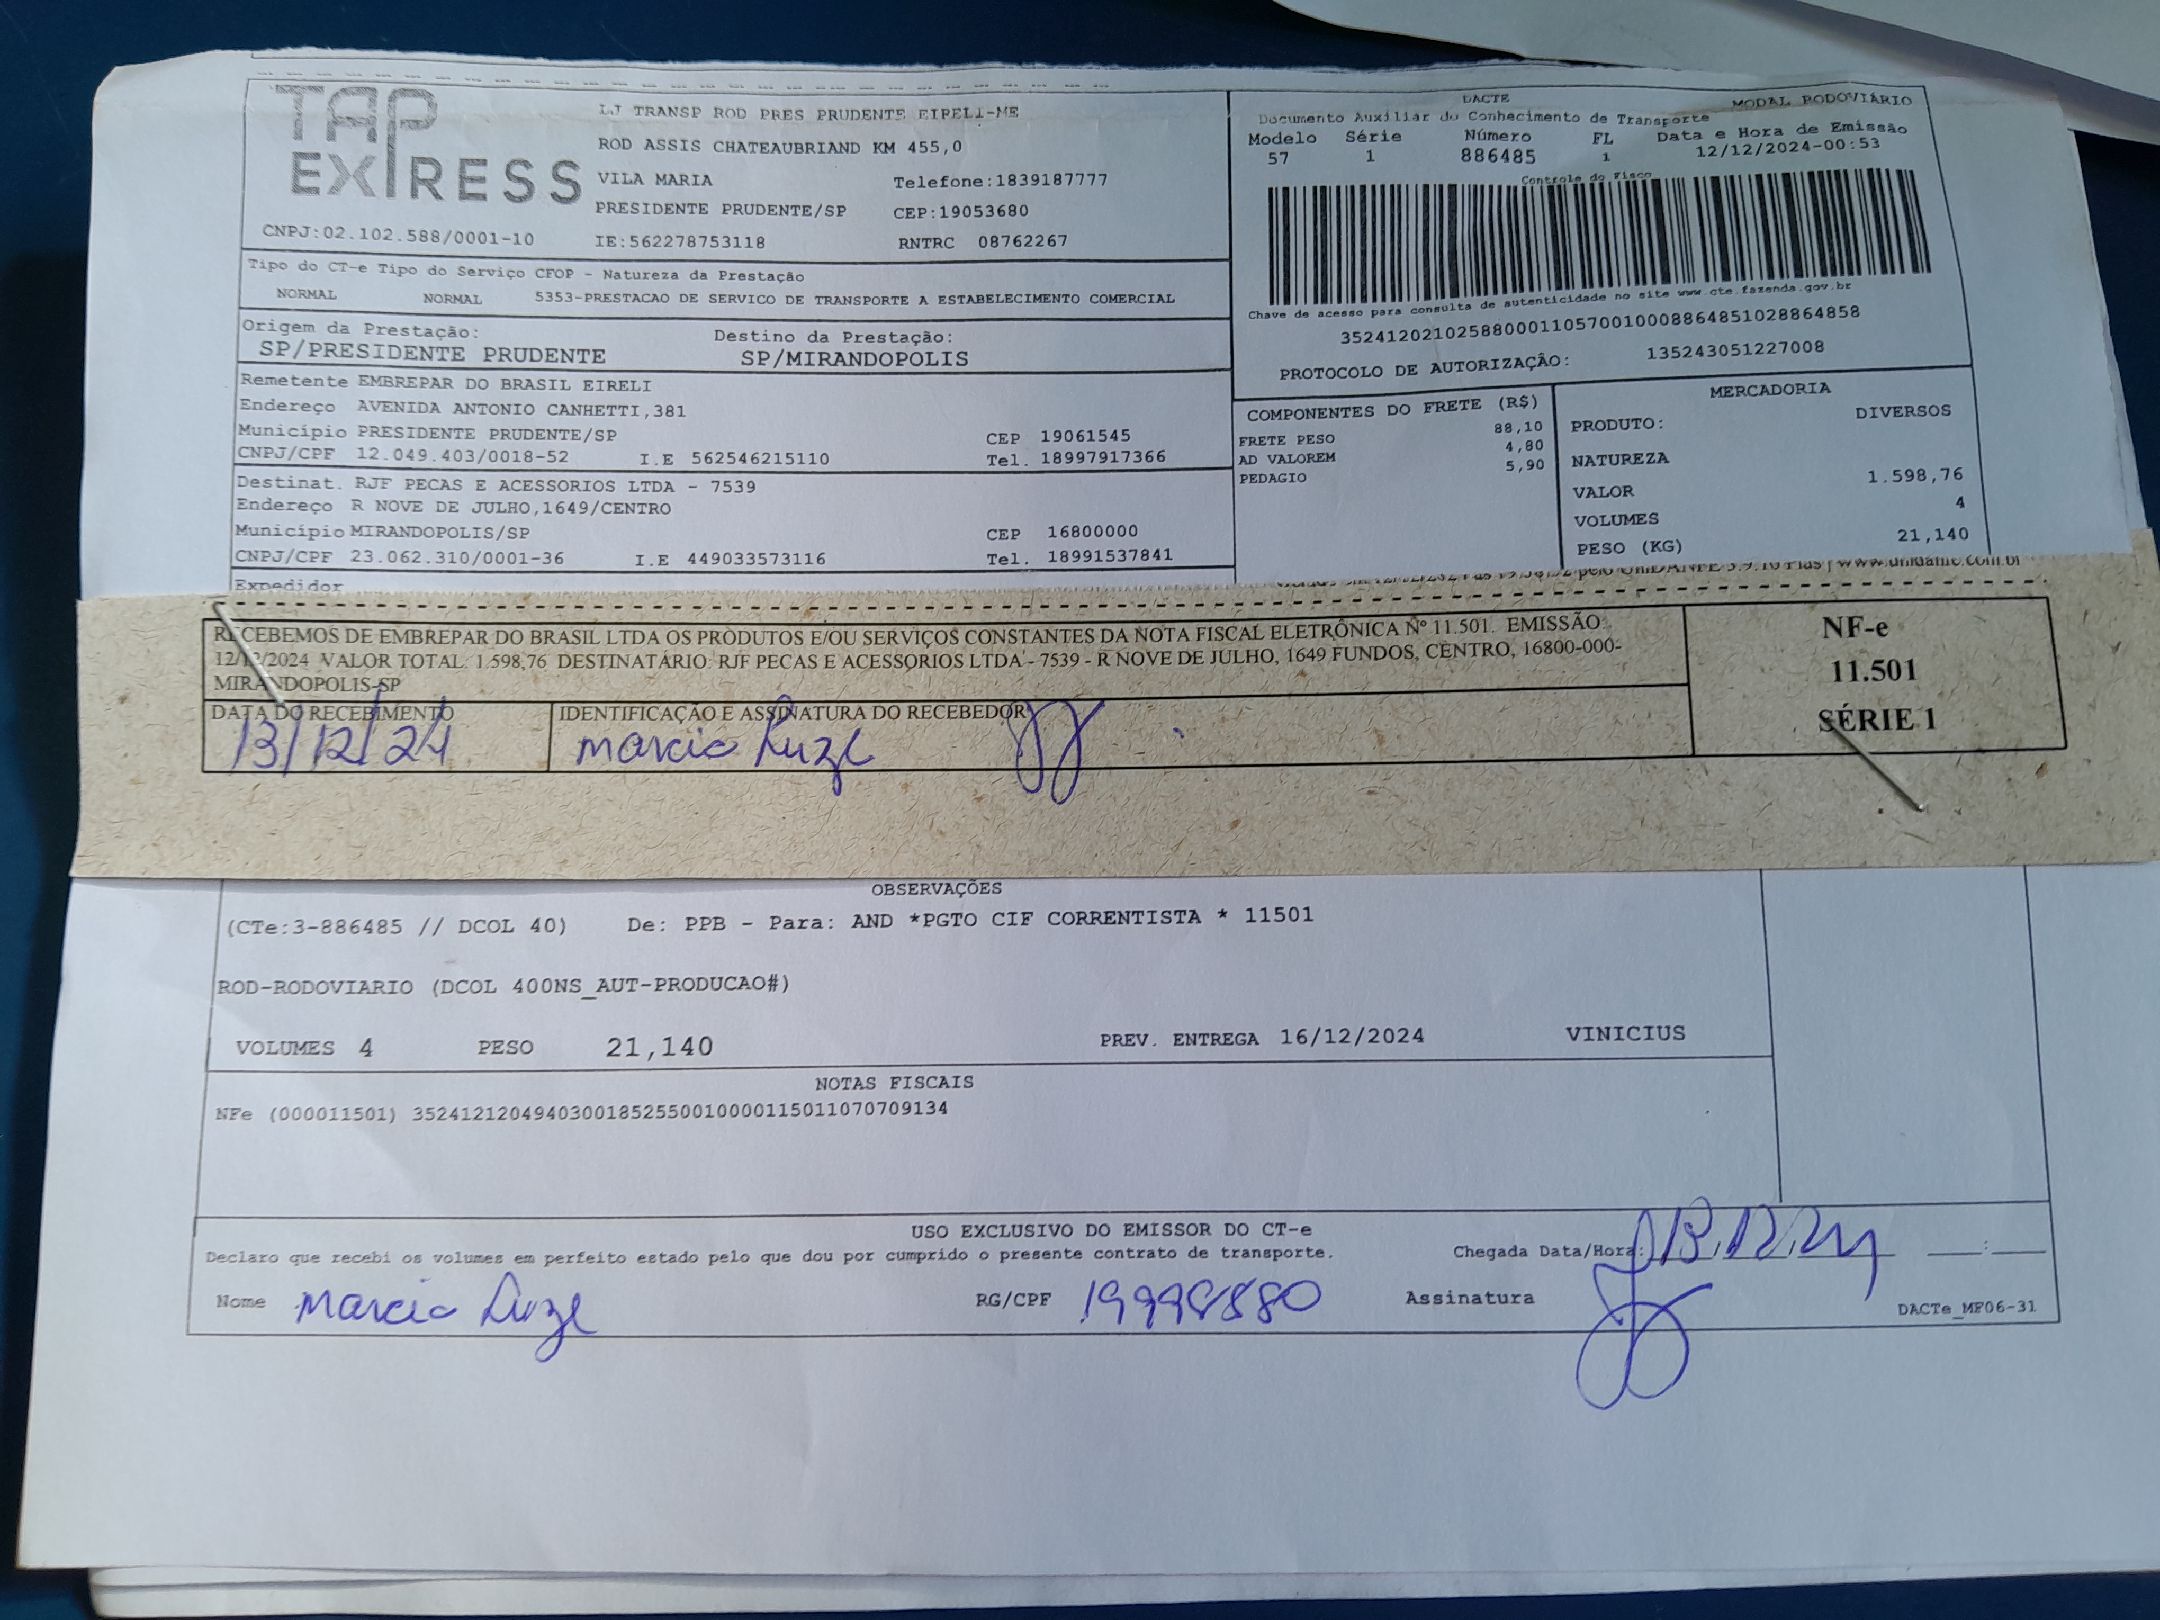 TAP EXPRESS
LJ TRANSP ROD PRES PRUDENTE EIRELI-ME
ROD ASSIS CHATEAUBRIAND KM 455,0
VILA MARIA Telefone:1839187777
PRESIDENTE PRUDENTE/SP CEP:19053680
CNPJ:02.102.588/0001-10 IE:562278753118 RNTRC 08762267
DACTE MODAL RODOVIÁRIO
Documento Auxiliar do Conhecimento de Transporte
Modelo Série Número FL Data e Hora de Emissão
57 1 886485 1 12/12/2024-00:53
Controle do Fisco
Chave de acesso para consulta de autenticidade no site www.cte.fazenda.gov.br
35241202102588000110570010008864851028864858
PROTOCOLO DE AUTORIZAÇÃO: 135243051227008
Tipo do CT-e Tipo do Serviço CFOP - Natureza da Prestação
NORMAL NORMAL 5353-PRESTACAO DE SERVICO DE TRANSPORTE A ESTABELECIMENTO COMERCIAL
Origem da Prestação: Destino da Prestação:
SP/PRESIDENTE PRUDENTE SP/MIRANDOPOLIS
Remetente EMBREPAR DO BRASIL EIRELI
Endereço AVENIDA ANTONIO CANHETTI,381
Município PRESIDENTE PRUDENTE/SP CEP 19061545
CNPJ/CPF 12.049.403/0018-52 I.E 562546215110 Tel. 18997917366
Destinat. RJF PECAS E ACESSORIOS LTDA - 7539
Endereço R NOVE DE JULHO,1649/CENTRO
Município MIRANDOPOLIS/SP CEP 16800000
CNPJ/CPF 23.062.310/0001-36 I.E 449033573116 Tel. 18991537841
Expedidor
COMPONENTES DO FRETE (R$)
FRETE PESO 88,10
AD VALOREM 4,80
PEDAGIO 5,90
MERCADORIA
PRODUTO: DIVERSOS
NATUREZA
VALOR 1.598,76
VOLUMES 4
PESO (KG) 21,140
RECEBEMOS DE EMBREPAR DO BRASIL LTDA OS PRODUTOS E/OU SERVIÇOS CONSTANTES DA NOTA FISCAL ELETRÔNICA Nº 11.501. EMISSÃO:
12/12/2024 VALOR TOTAL: 1.598,76 DESTINATÁRIO: RJF PECAS E ACESSORIOS LTDA - 7539 - R NOVE DE JULHO, 1649 FUNDOS, CENTRO, 16800-000-
MIRANDOPOLIS-SP
DATA DO RECEBIMENTO IDENTIFICAÇÃO E ASSINATURA DO RECEBEDOR
13/12/24 marcio Luze
NF-e
11.501
SÉRIE 1
OBSERVAÇÕES
(CTe:3-886485 // DCOL 40) De: PPB - Para: AND *PGTO CIF CORRENTISTA * 11501
ROD-RODOVIARIO (DCOL 400NS_AUT-PRODUCAO#)
VOLUMES 4 PESO 21,140 PREV. ENTREGA 16/12/2024 VINICIUS
NOTAS FISCAIS
NFe (000011501) 35241212049403001852550010000115011070709134
USO EXCLUSIVO DO EMISSOR DO CT-e
Declaro que recebi os volumes em perfeito estado pelo que dou por cumprido o presente contrato de transporte. Chegada Data/Hora: 13/12/24
Nome marcio Luze RG/CPF 19998880 Assinatura
DACTe_MF06-31